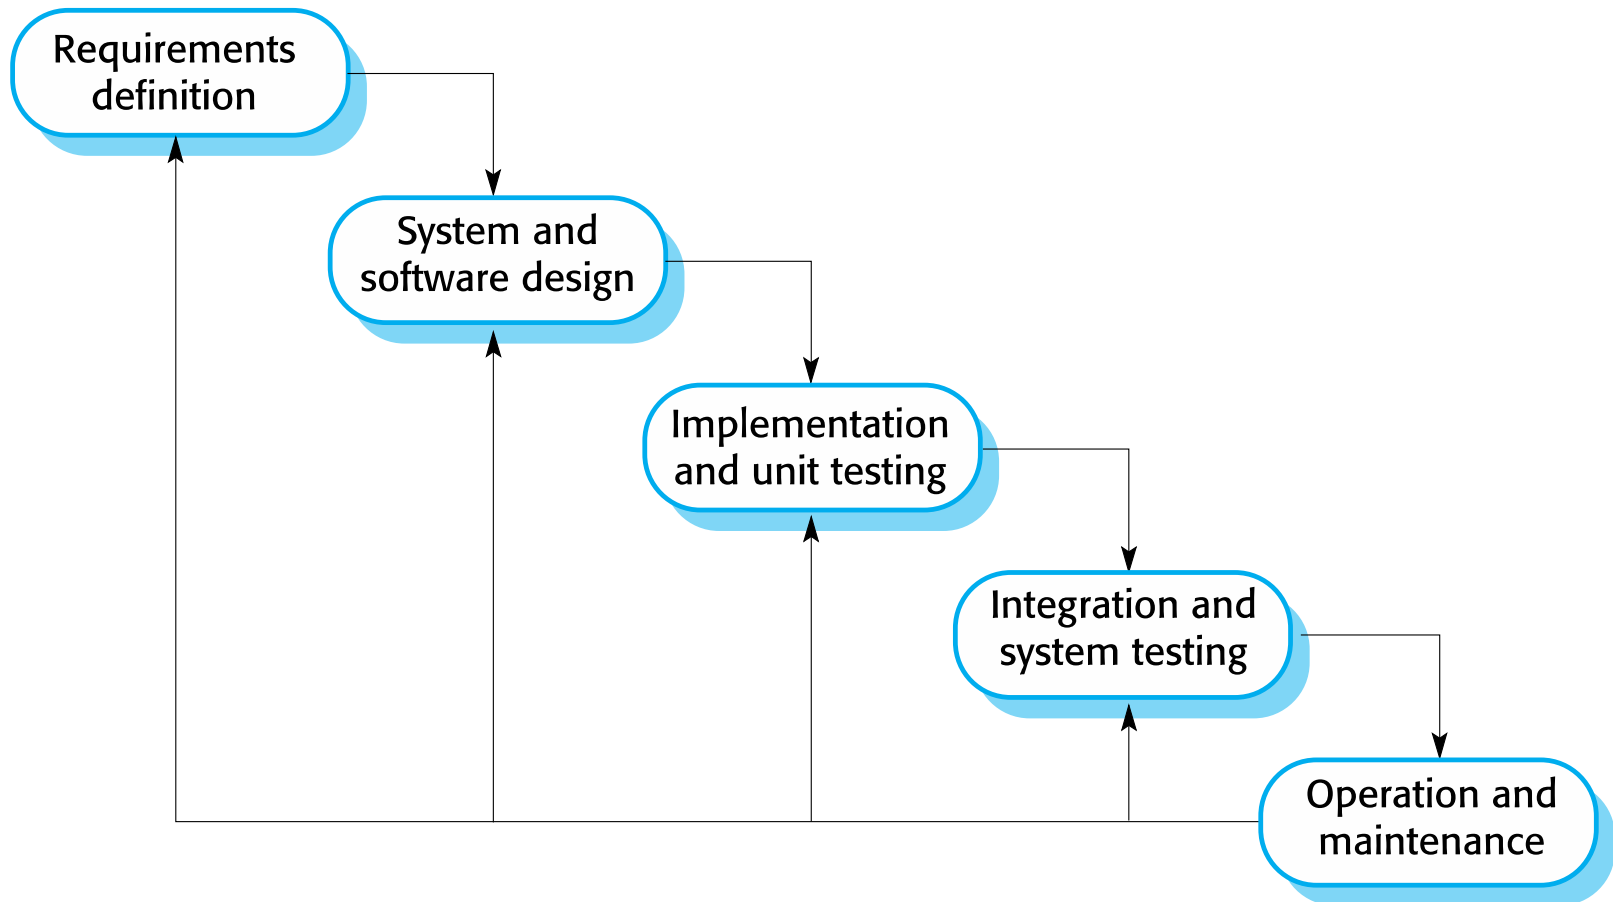 Requirements
definition
System and
software design
Implementation
and unit testing
Integration and
system testing
Operation and
maintenance